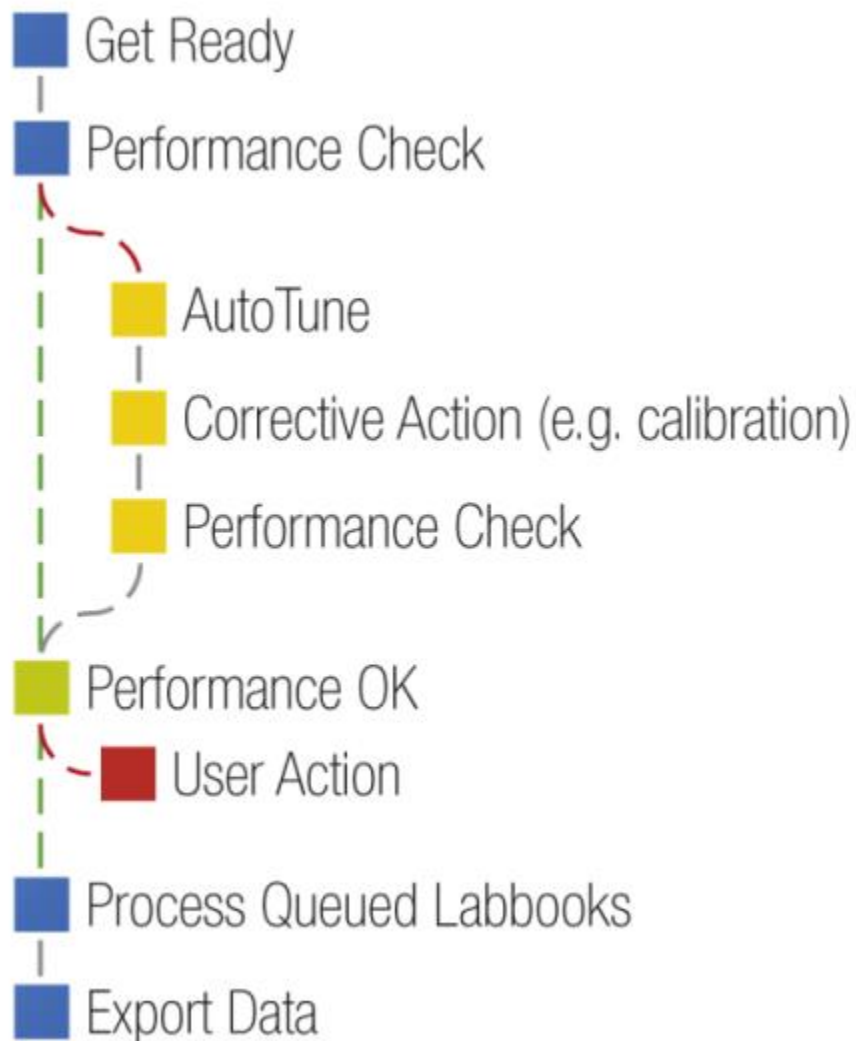 Get Ready
Performance Check
AutoTune
Corrective Action (e.g. calibration)
Performance Check
Performance OK
User Action
Process Queued Labbooks
Export Data